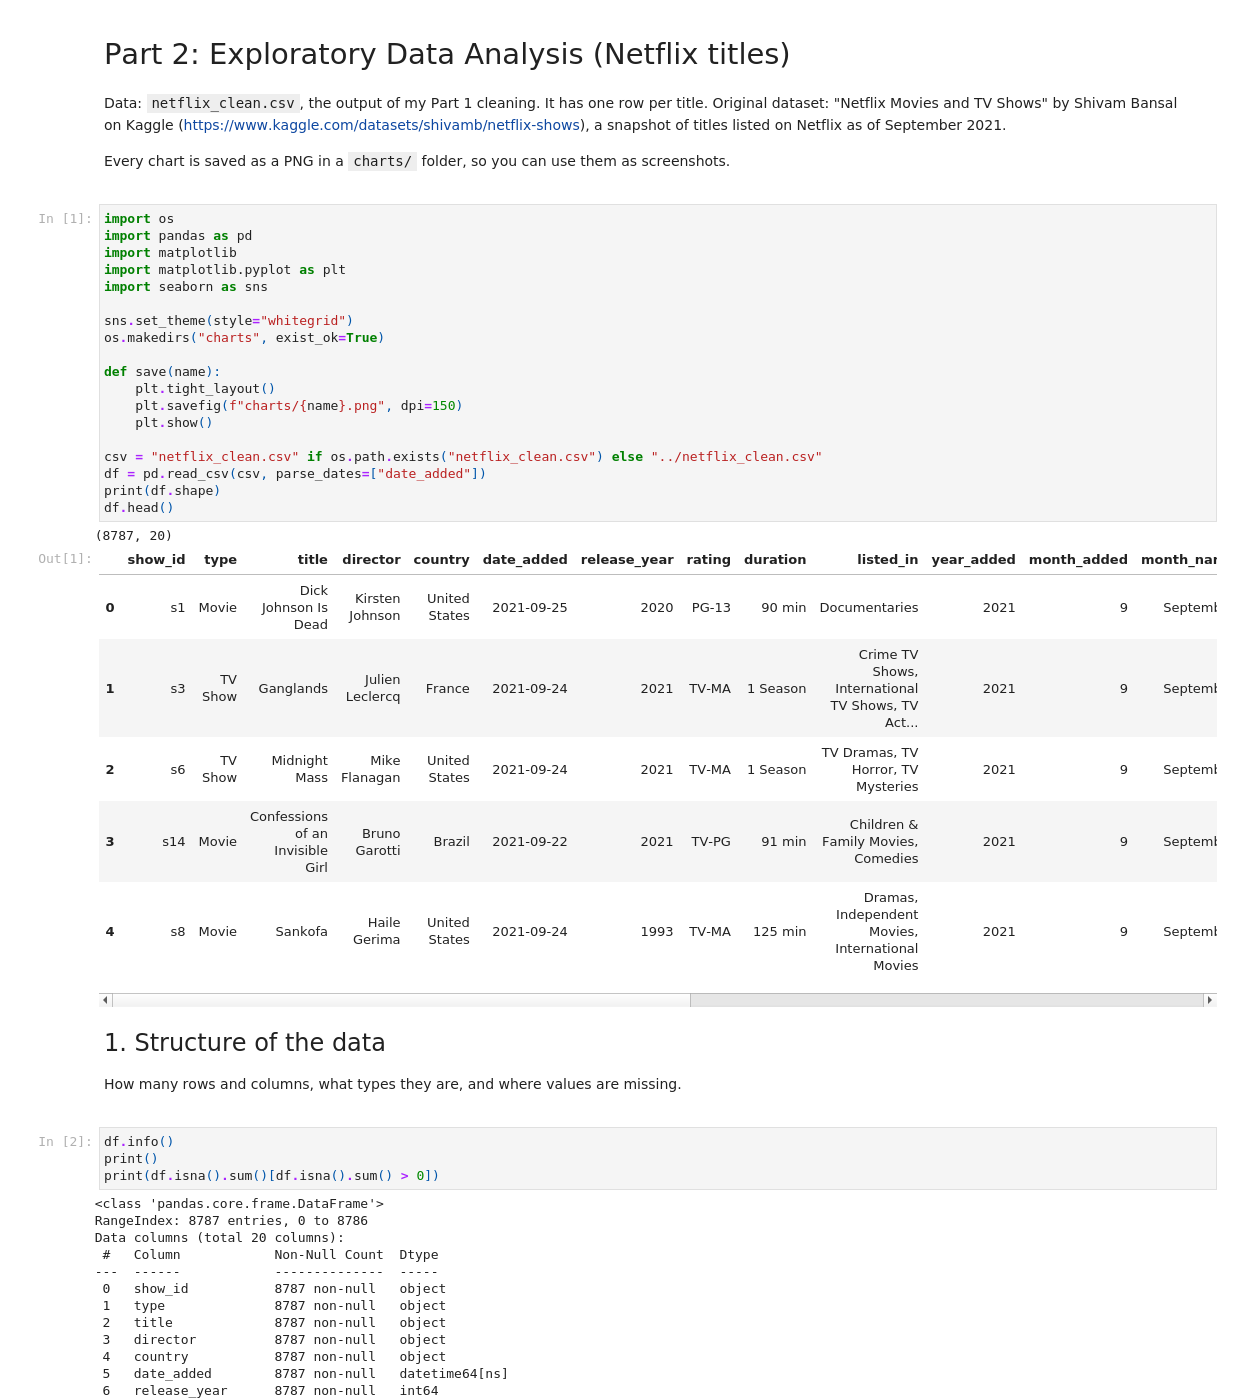 Part 2: Exploratory Data Analysis (Netflix titles)
Data: netflix_clean.csv, the output of my Part 1 cleaning. It has one row per title. Original dataset: "Netflix Movies and TV Shows" by Shivam Bansal
on Kaggle (https://www.kaggle.com/datasets/shivamb/netflix-shows), a snapshot of titles listed on Netflix as of September 2021.
Every chart is saved as a PNG in a charts/ folder, so you can use them as screenshots.
In [1]:
import os
import pandas as pd
import matplotlib
import matplotlib.pyplot as plt
import seaborn as sns
sns.set_theme(style="whitegrid")
os.makedirs("charts", exist_ok=True)
def save(name):
    plt.tight_layout()
    plt.savefig(f"charts/{name}.png", dpi=150)
    plt.show()
csv = "netflix_clean.csv" if os.path.exists("netflix_clean.csv") else "../netflix_clean.csv"
df = pd.read_csv(csv, parse_dates=["date_added"])
print(df.shape)
df.head()
(8787, 20)
Out[1]:
show_id type title director country date_added release_year rating duration listed_in year_added month_added month_nar
0 s1 Movie Dick Johnson Is Dead Kirsten Johnson United States 2021-09-25 2020 PG-13 90 min Documentaries 2021 9 Septemb
1 s3 TV Show Ganglands Julien Leclercq France 2021-09-24 2021 TV-MA 1 Season Crime TV Shows, International TV Shows, TV Act... 2021 9 Septemb
2 s6 TV Show Midnight Mass Mike Flanagan United States 2021-09-24 2021 TV-MA 1 Season TV Dramas, TV Horror, TV Mysteries 2021 9 Septemb
3 s14 Movie Confessions of an Invisible Girl Bruno Garotti Brazil 2021-09-22 2021 TV-PG 91 min Children & Family Movies, Comedies 2021 9 Septemb
4 s8 Movie Sankofa Haile Gerima United States 2021-09-24 1993 TV-MA 125 min Dramas, Independent Movies, International Movies 2021 9 Septemb
1. Structure of the data
How many rows and columns, what types they are, and where values are missing.
In [2]:
df.info()
print()
print(df.isna().sum()[df.isna().sum() > 0])
<class 'pandas.core.frame.DataFrame'>
RangeIndex: 8787 entries, 0 to 8786
Data columns (total 20 columns):
 #   Column            Non-Null Count  Dtype
---  ------            --------------  -----
 0   show_id           8787 non-null   object
 1   type              8787 non-null   object
 2   title             8787 non-null   object
 3   director          8787 non-null   object
 4   country           8787 non-null   object
 5   date_added        8787 non-null   datetime64[ns]
 6   release_year      8787 non-null   int64